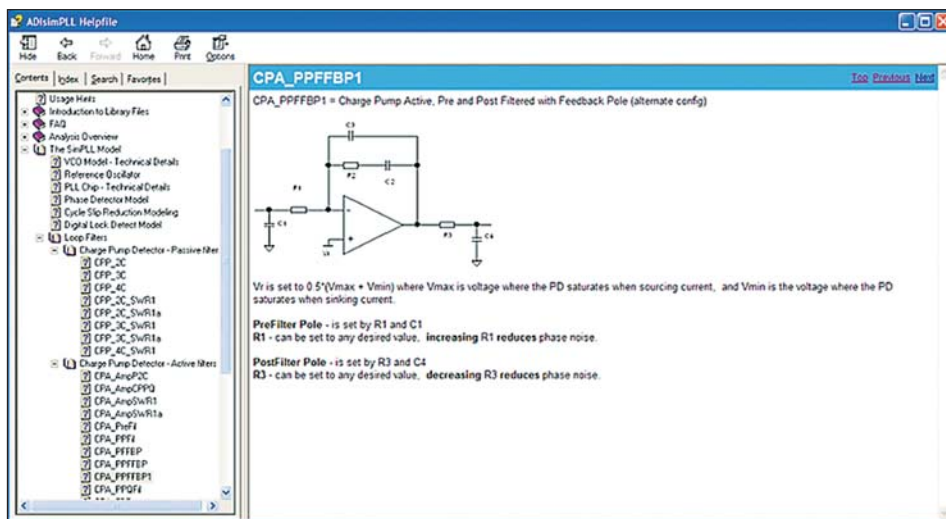 ADIsimPLL Helpfile
Hide Back Forward Home Print Options
Contents Index Search Favorites
Usage Hints
Introduction to Library Files
FAQ
Analysis Overview
The SimPLL Model
VCO Model - Technical Details
Reference Oscillator
PLL Chip - Technical Details
Phase Detector Model
Cycle Slip Reduction Modeling
Digital Lock Detect Model
Loop Filters
Charge Pump Detector - Passive filter
CPP_2C
CPP_3C
CPP_4C
CPP_2C_SWR1
CPP_2C_SWR1a
CPP_3C_SWR1
CPP_3C_SWR1a
CPP_4C_SWR1
Charge Pump Detector - Active filters
CPA_AmpP2C
CPA_AmpCPPQ
CPA_AmpSWR1
CPA_AmpSWR1a
CPA_PreFil
CPA_PPFil
CPA_PFFBP
CPA_PPFFBP
CPA_PPFFBP1
CPA_PPQFil
CPA_PPFFBP1
Top Previous Next
CPA_PPFFBP1 = Charge Pump Active, Pre and Post Filtered with Feedback Pole (alternate config)
C3
R2
C2
R1
C1
Vr
R3
C4
Vr is set to 0.5*(Vmax + Vmin) where Vmax is voltage where the PD saturates when sourcing current, and Vmin is the voltage where the PD
saturates when sinking current.
PreFilter Pole - is set by R1 and C1
R1 - can be set to any desired value, increasing R1 reduces phase noise.
PostFilter Pole - is set by R3 and C4
R3 - can be set to any desired value, decreasing R3 reduces phase noise.